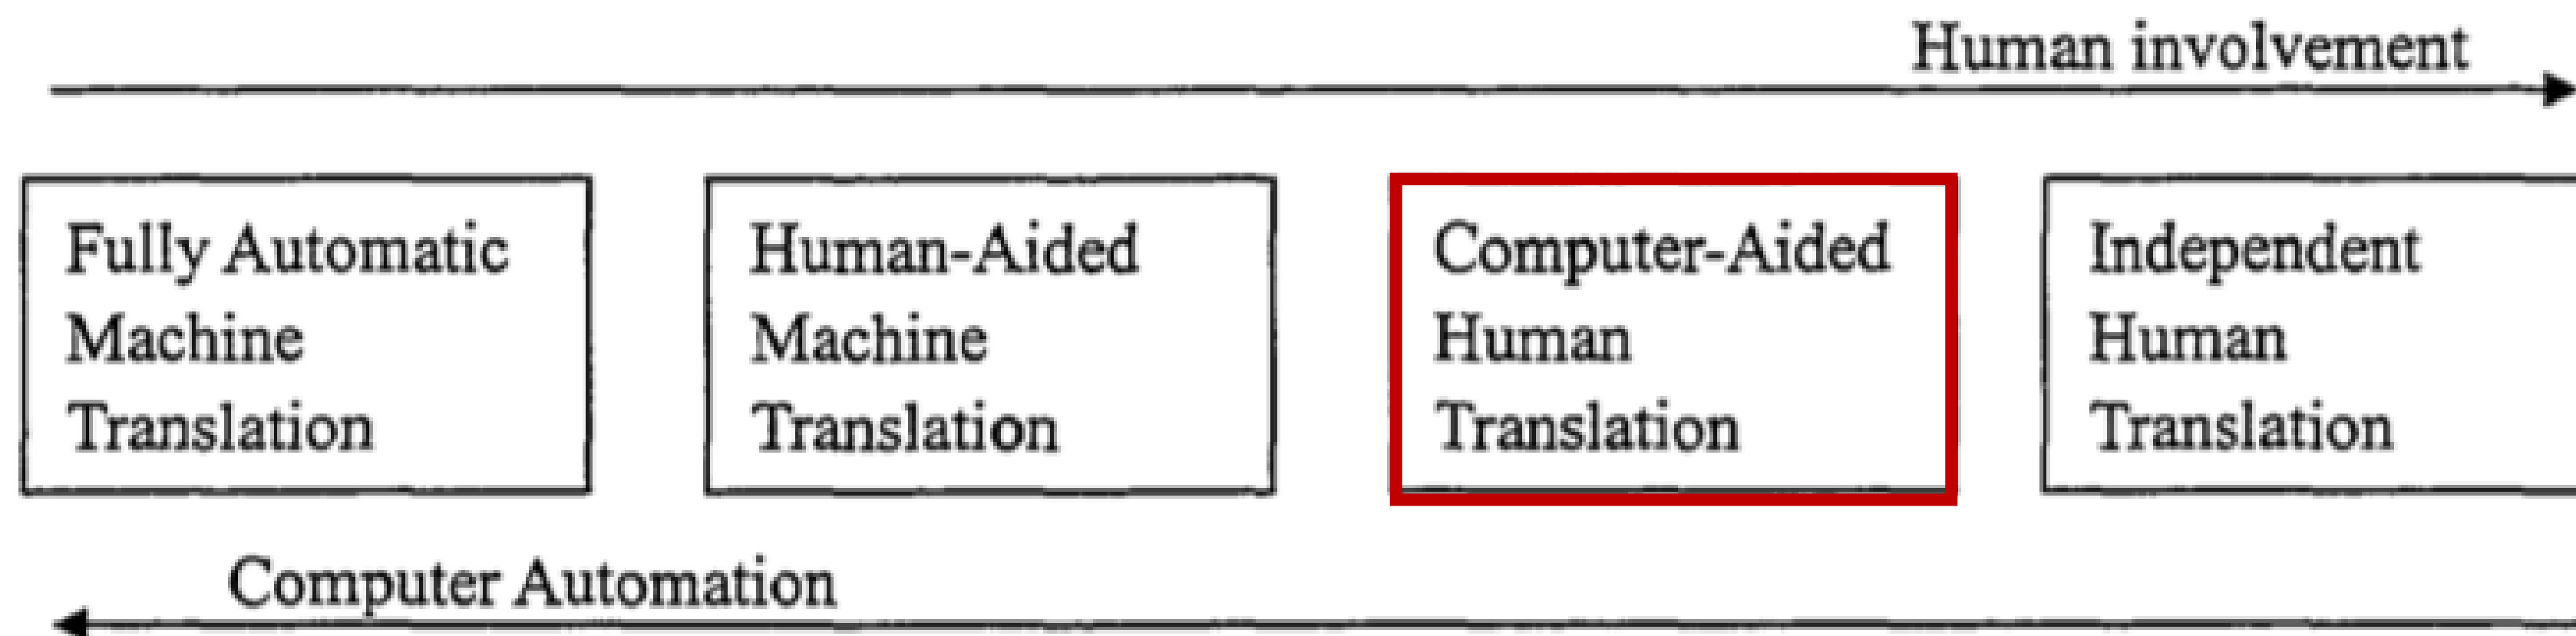 Human involvement
Fully Automatic
Machine
Translation
Human-Aided
Machine
Translation
Computer-Aided
Human
Translation
Independent
Human
Translation
Computer Automation